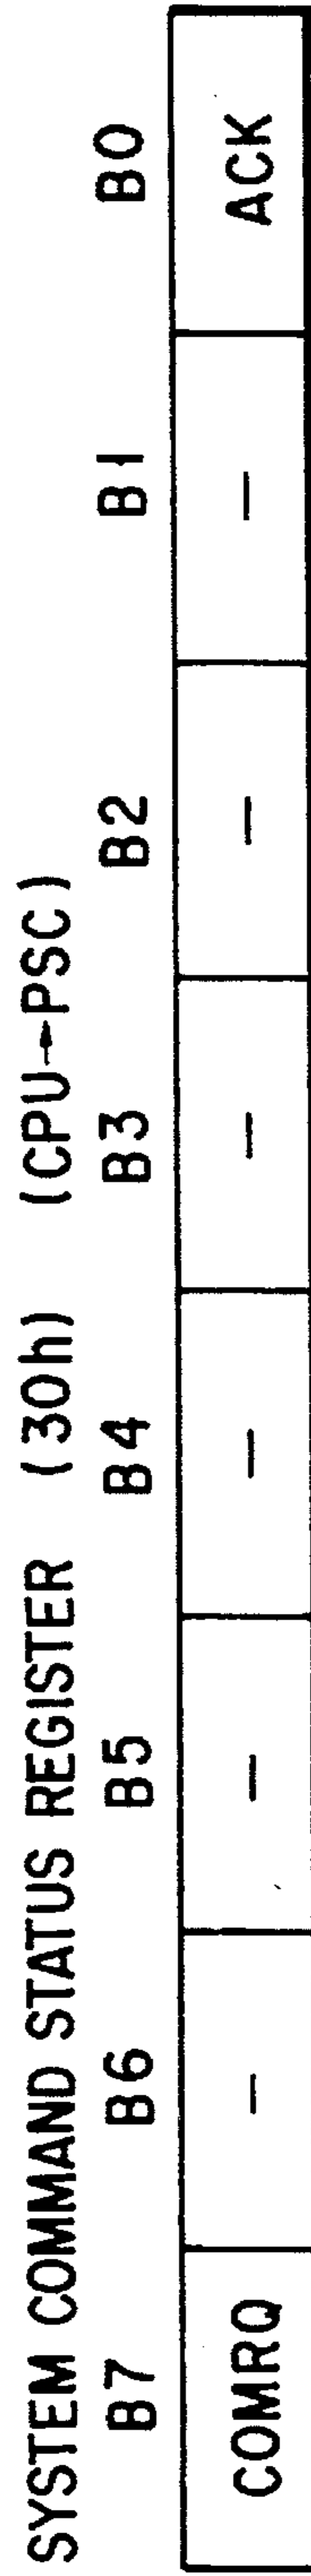 SYSTEM COMMAND STATUS REGISTER (30h) (CPU→PSC)
B7 B6 B5 B4 B3 B2 B1 B0
COMRQ – – – – – – ACK